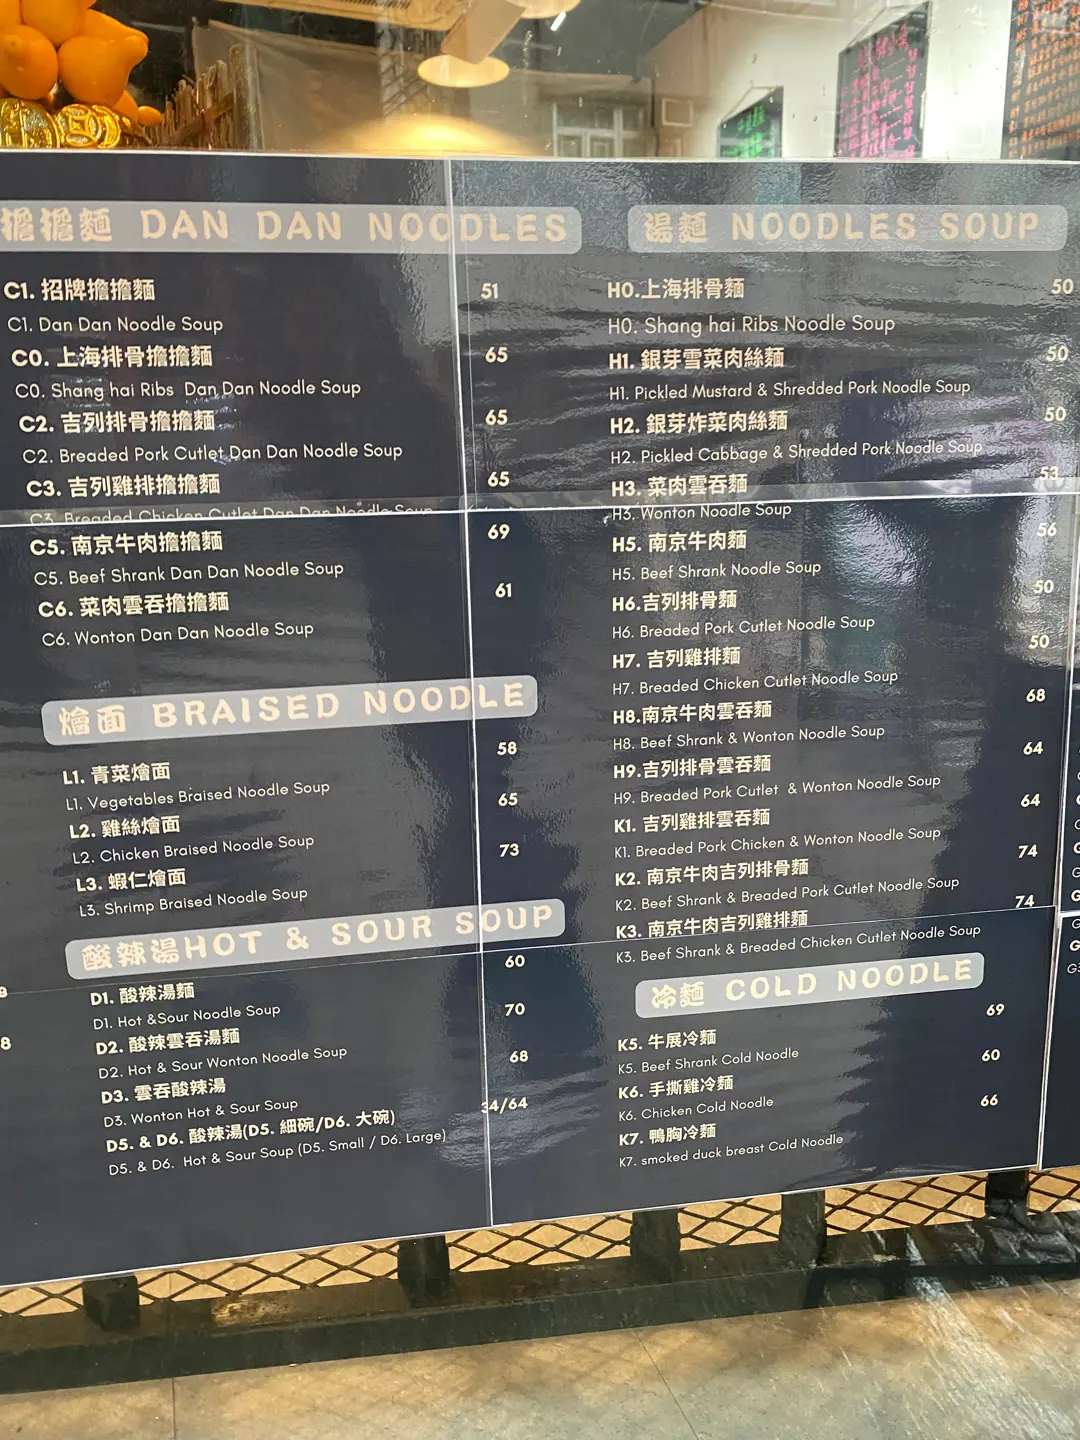 擔擔麵 DAN DAN NOODLES
C1. 招牌擔擔麵 51
C1. Dan Dan Noodle Soup
C0. 上海排骨擔擔麵 65
C0. Shang hai Ribs Dan Dan Noodle Soup
C2. 吉列排骨擔擔麵 65
C2. Breaded Pork Cutlet Dan Dan Noodle Soup
C3. 吉列雞排擔擔麵 65
C3. Breaded Chicken Cutlet Dan Dan Noodle Soup
C5. 南京牛肉擔擔麵 69
C5. Beef Shrank Dan Dan Noodle Soup
C6. 菜肉雲吞擔擔麵 61
C6. Wonton Dan Dan Noodle Soup
燴面 BRAISED NOODLE
L1. 青菜燴面 58
L1. Vegetables Braised Noodle Soup
L2. 雞絲燴面 65
L2. Chicken Braised Noodle Soup
L3. 蝦仁燴面 73
L3. Shrimp Braised Noodle Soup
酸辣湯HOT & SOUR SOUP
D1. 酸辣湯麵 60
D1. Hot &Sour Noodle Soup
D2. 酸辣雲吞湯麵 70
D2. Hot & Sour Wonton Noodle Soup
D3. 雲吞酸辣湯 68
D3. Wonton Hot & Sour Soup
D5. & D6. 酸辣湯(D5. 細碗/D6. 大碗) 34/64
D5. & D6. Hot & Sour Soup (D5. Small / D6. Large)
湯麵 NOODLES SOUP
H0.上海排骨麵 50
H0. Shang hai Ribs Noodle Soup
H1. 銀芽雪菜肉絲麵 50
H1. Pickled Mustard & Shredded Pork Noodle Soup
H2. 銀芽炸菜肉絲麵 50
H2. Pickled Cabbage & Shredded Pork Noodle Soup
H3. 菜肉雲吞麵 53
H3. Wonton Noodle Soup
H5. 南京牛肉麵 56
H5. Beef Shrank Noodle Soup
H6.吉列排骨麵 50
H6. Breaded Pork Cutlet Noodle Soup
H7. 吉列雞排麵 50
H7. Breaded Chicken Cutlet Noodle Soup
H8.南京牛肉雲吞麵 68
H8. Beef Shrank & Wonton Noodle Soup
H9.吉列排骨雲吞麵 64
H9. Breaded Pork Cutlet & Wonton Noodle Soup
K1. 吉列雞排雲吞麵 64
K1. Breaded Pork Chicken & Wonton Noodle Soup
K2. 南京牛肉吉列排骨麵 74
K2. Beef Shrank & Breaded Pork Cutlet Noodle Soup
K3. 南京牛肉吉列雞排麵 74
K3. Beef Shrank & Breaded Chicken Cutlet Noodle Soup
冷麵 COLD NOODLE
K5. 牛展冷麵 69
K5. Beef Shrank Cold Noodle
K6. 手撕雞冷麵 60
K6. Chicken Cold Noodle
K7. 鴨胸冷麵 66
K7. smoked duck breast Cold Noodle